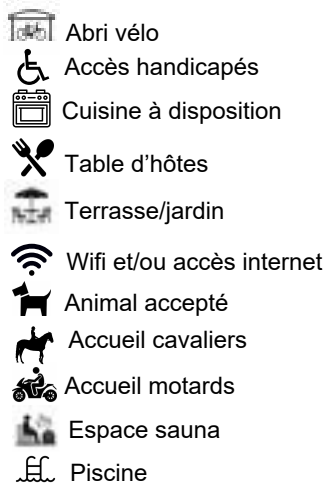 Abri vélo
Accès handicapés
Cuisine à disposition
Table d'hôtes
Terrasse/jardin
Wifi et/ou accès internet
Animal accepté
Accueil cavaliers
Accueil motards
Espace sauna
Piscine